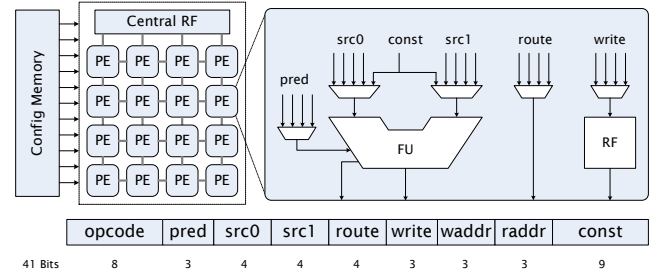 Config Memory
Central RF
PE PE PE PE
PE PE PE PE
PE PE PE PE
PE PE PE PE
src0 const src1 route write
pred
FU
RF
opcode pred src0 src1 route write waddr raddr const
41 Bits 8 3 4 4 4 3 3 3 9